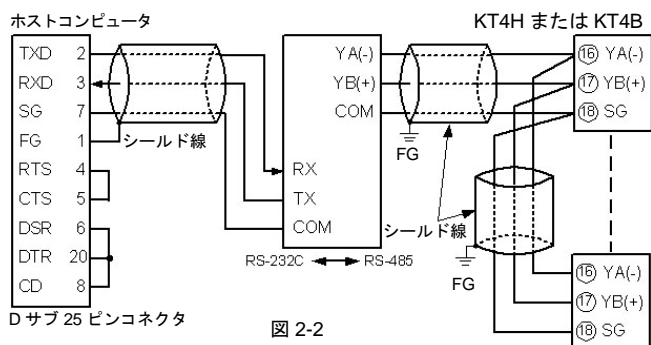 ホストコンピュータ
KT4H または KT4B
TXD 2
RXD 3
SG 7
FG 1
RTS 4
CTS 5
DSR 6
DTR 20
CD 8
Dサブ 25 ピンコネクタ
シールド線
YA(-)
YB(+)
COM
RX
TX
COM
RS-232C
RS-485
FG
シールド線
FG
⑯ YA(-)
⑰ YB(+)
⑱ SG
⑯ YA(-)
⑰ YB(+)
⑱ SG
図 2-2